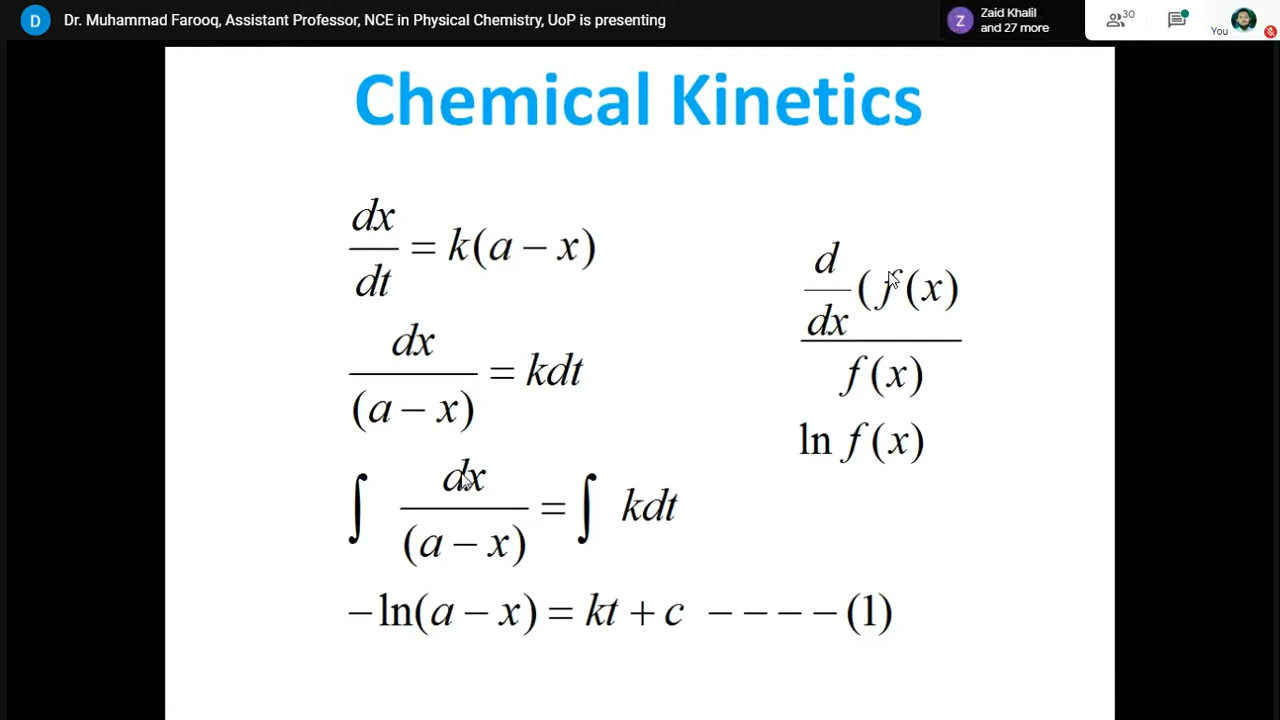 D
Dr. Muhammad Farooq, Assistant Professor, NCE in Physical Chemistry, UoP is presenting
Z
Zaid Khalil
and 27 more
30
You
Chemical Kinetics
dx/dt = k(a − x)
dx/(a − x) = kdt
∫ dx/(a − x) = ∫ kdt
−ln(a − x) = kt + c − − − − (1)
d/dx (f(x)
f(x)
ln f(x)